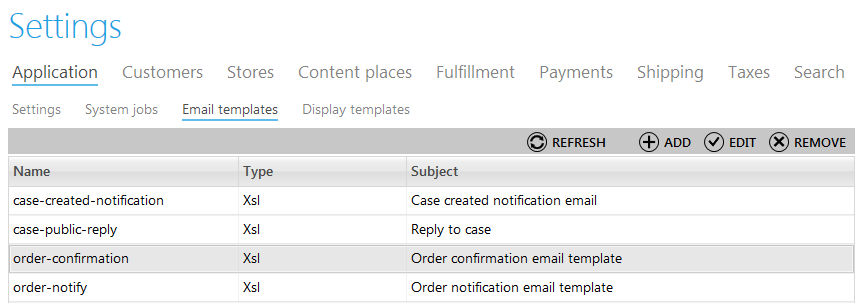 Settings
Application Customers Stores Content places Fulfillment Payments Shipping Taxes Search
Settings System jobs Email templates Display templates
REFRESH ADD EDIT REMOVE
Name Type Subject
case-created-notification Xsl Case created notification email
case-public-reply Xsl Reply to case
order-confirmation Xsl Order confirmation email template
order-notify Xsl Order notification email template